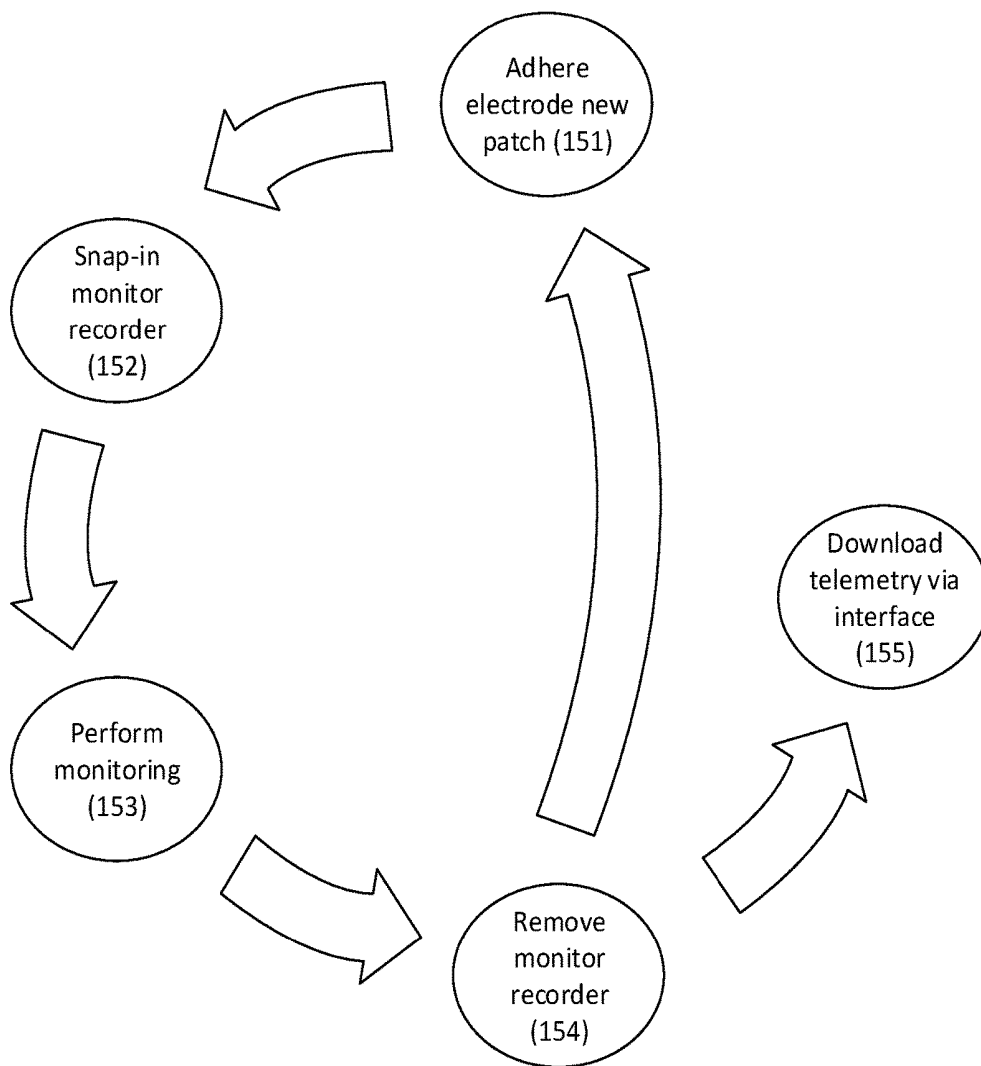 Adhere
electrode new
patch (151)
Snap-in
monitor
recorder
(152)
Perform
monitoring
(153)
Remove
monitor
recorder
(154)
Download
telemetry via
interface
(155)